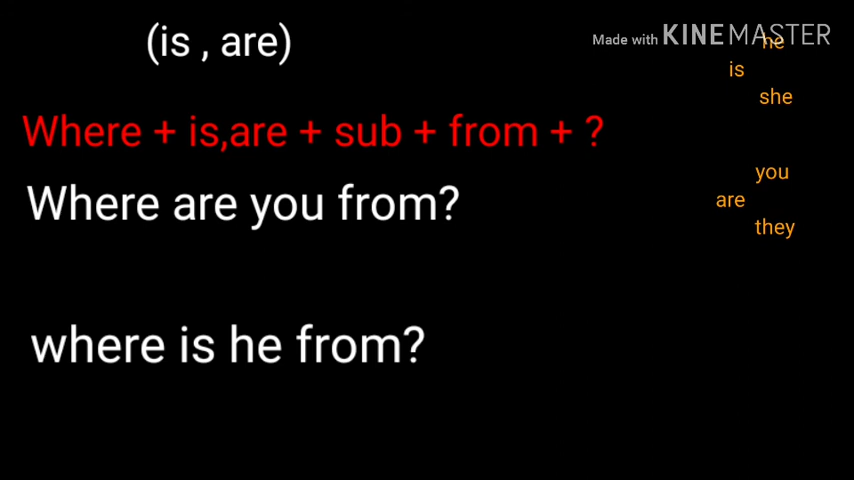 (is , are)
Made with KINEMASTER
he
is
she
Where + is,are + sub + from + ?
you
Where are you from?
are
they
where is he from?